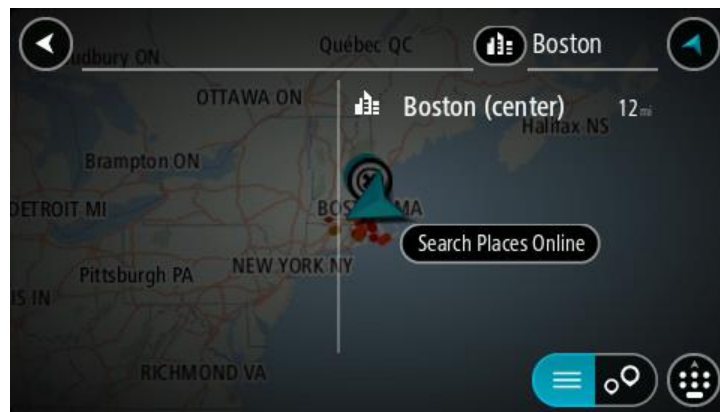 Boston
udbury ON
Québec QC
OTTAWA ON
Boston (center) 12 mi
Halifax NS
Brampton ON
DETROIT MI
MA
Search Places Online
NEW YORK NY
Pittsburgh PA
IS IN
RICHMOND VA